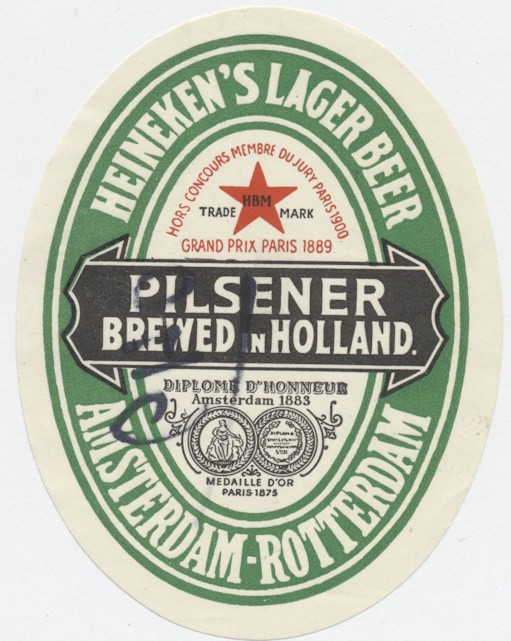 HEINEKEN'S LAGER BEER
HORS CONCOURS MEMBRE DU JURY PARIS 1900.
HBM
TRADE MARK
GRAND PRIX PARIS 1889
PILSENER
BREWED IN HOLLAND.
DIPLOME D'HONNEUR
Amsterdam 1883
MEDAILLE D'OR
PARIS 1875
AMSTERDAM-ROTTERDAM